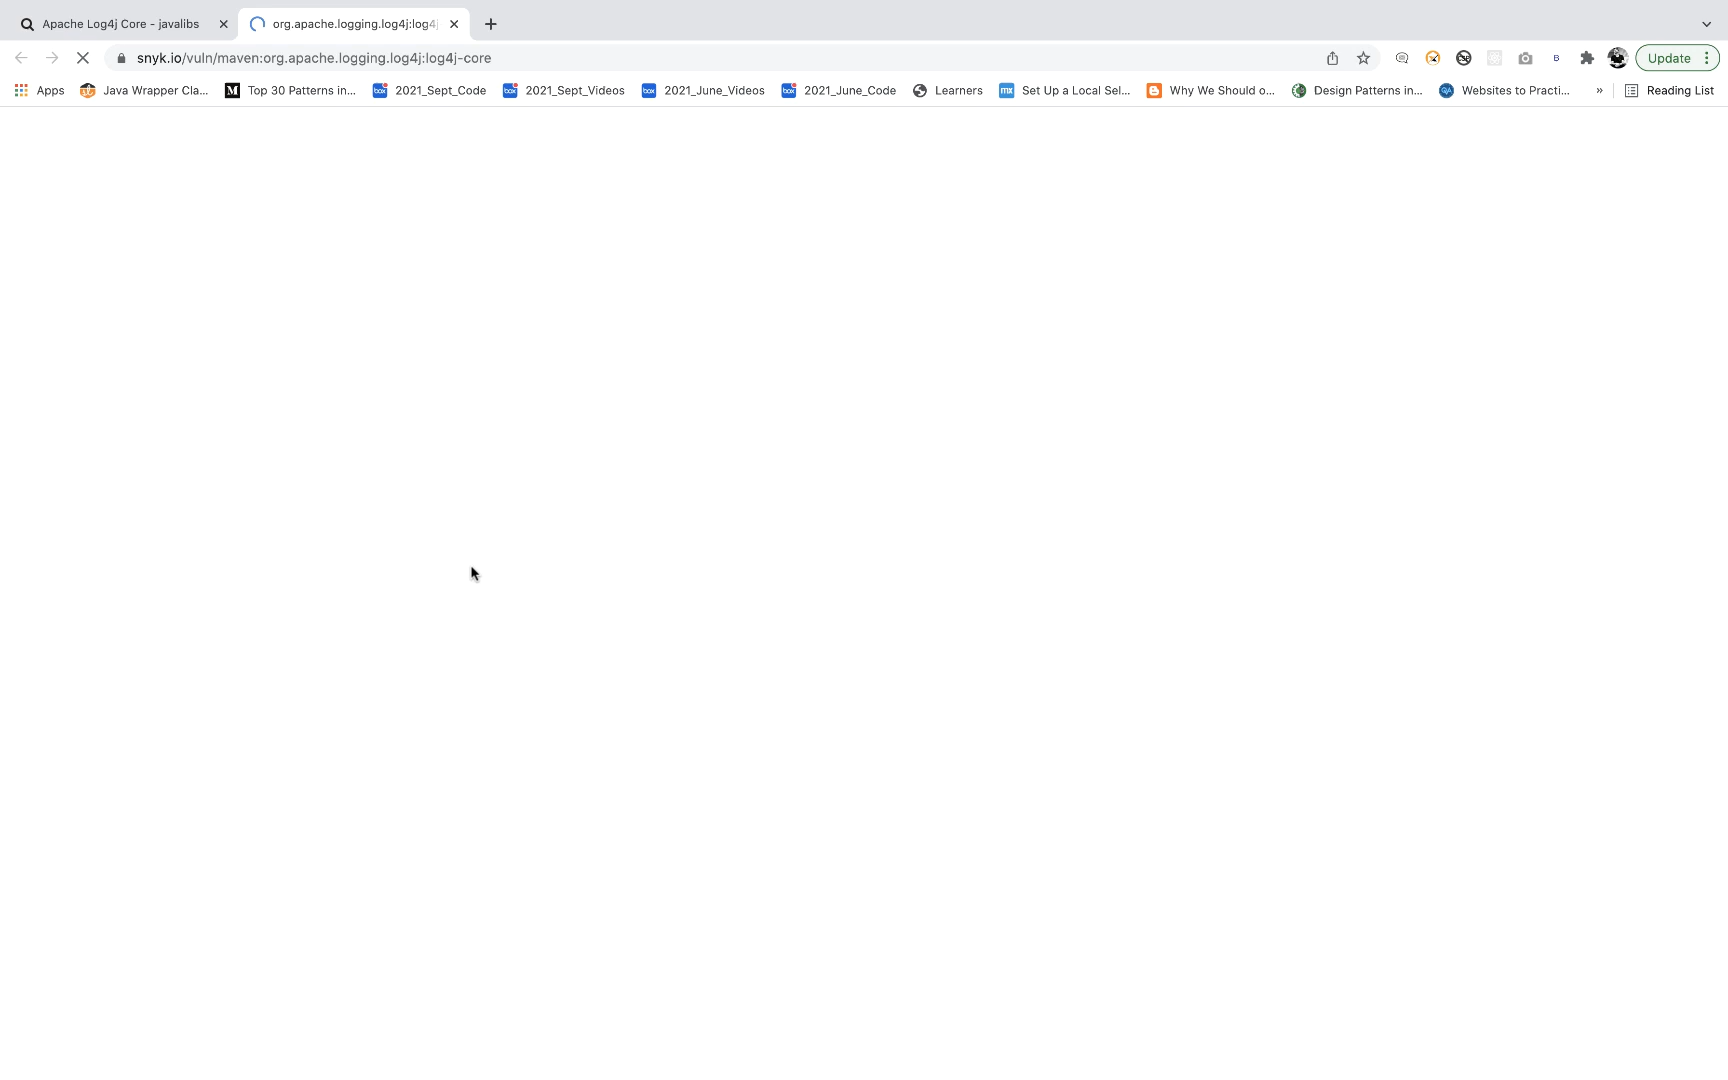 Apache Log4j Core - javalibs
org.apache.logging.log4j:log4j
snyk.io/vuln/maven:org.apache.logging.log4j:log4j-core
Update
Apps Java Wrapper Cla... Top 30 Patterns in... 2021_Sept_Code 2021_Sept_Videos 2021_June_Videos 2021_June_Code Learners Set Up a Local Sel... Why We Should o... Design Patterns in... Websites to Practi... » Reading List